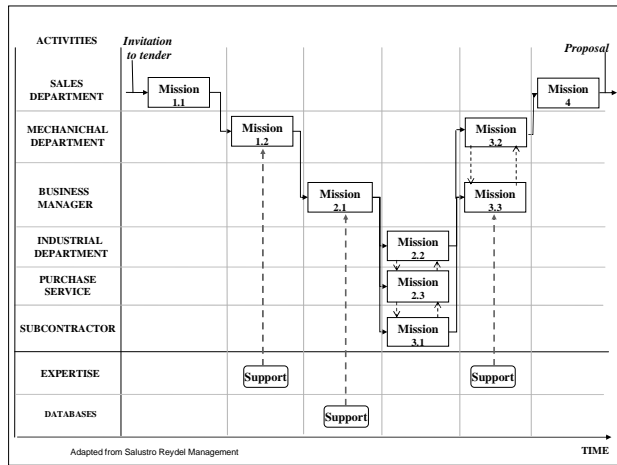 ACTIVITIES
Invitation
to tender
Proposal
SALES
DEPARTMENT
Mission
1.1
Mission
4
MECHANICHAL
DEPARTMENT
Mission
1.2
Mission
3.2
BUSINESS
MANAGER
Mission
2.1
Mission
3.3
INDUSTRIAL
DEPARTMENT
Mission
2.2
PURCHASE
SERVICE
Mission
2.3
SUBCONTRACTOR
Mission
3.1
EXPERTISE
Support
Support
DATABASES
Support
Adapted from Salustro Reydel Management
TIME